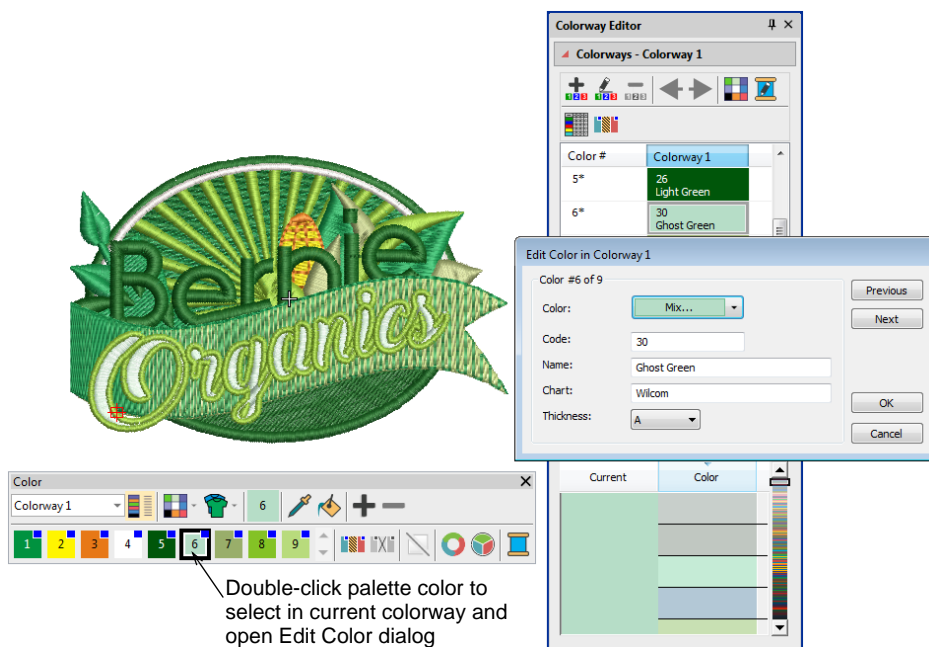 Colorway Editor
Colorways - Colorway 1
Color # Colorway 1
5* 26
Light Green
6* 30
Ghost Green
Bernie
Organics
Edit Color in Colorway 1
Color #6 of 9
Color: Mix...
Code: 30
Name: Ghost Green
Chart: Wilcom
Thickness: A
Previous
Next
OK
Cancel
Current Color
Color
Colorway 1 6
1 2 3 4 5 6 7 8 9
Double-click palette color to
select in current colorway and
open Edit Color dialog